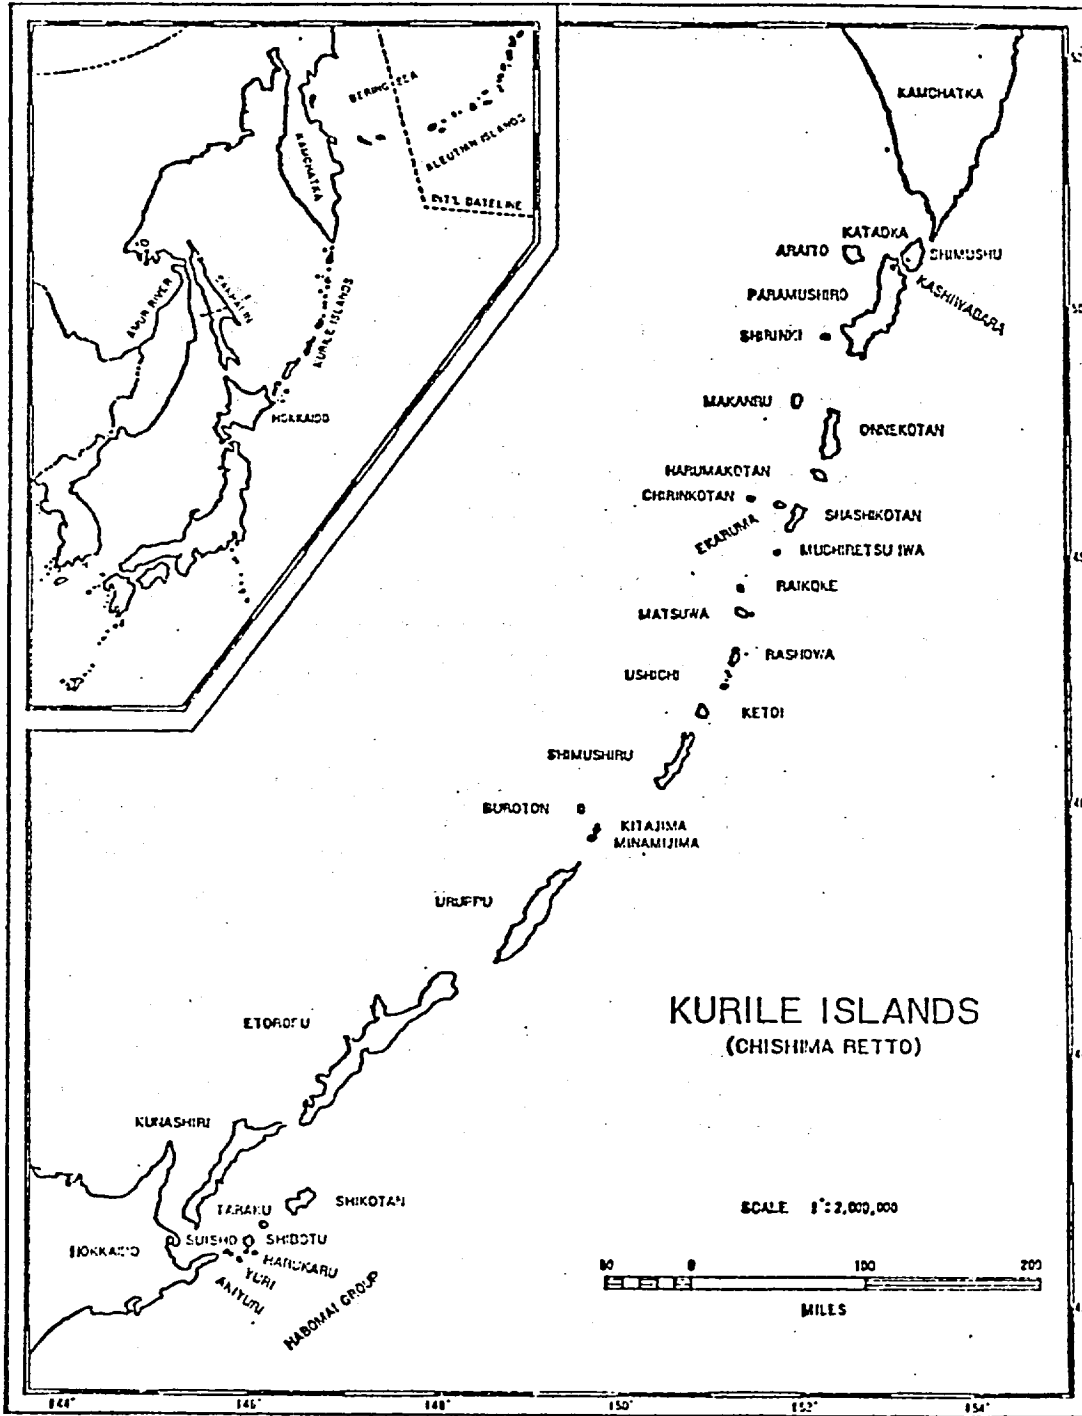 BERING SEA
ALEUTIAN ISLANDS
KAMCHATKA
INT'L DATELINE
AMUR RIVER
SAKHALIN
KURILE ISLANDS
HOKKAIDO
KAMCHATKA
KATAOKA
ARAITO
SHIMUSHU
KASHIWABARA
PARAMUSHIRO
SHIRINKI
MAKANRU
ONNEKOTAN
HARUMAKOTAN
CHIRINKOTAN
EKARUMA
SHASHIKOTAN
MUCHIRETSU IWA
RAIKOKE
MATSUWA
RASHOWA
USHICHI
KETOI
SHIMUSHIRU
BUROTON
KITAJIMA
MINAMIJIMA
URUPPU
ETOROFU
KURILE ISLANDS
(CHISHIMA RETTO)
KUNASHIRI
SHIKOTAN
TARAKU
SUISHO
SHIBOTU
HARUKARU
HOKKAIDO
YURI
AKIYURI
HABOMAI GROUP
SCALE 1":2,000,000
50 0 100 200
MILES
144° 146° 148° 150° 152° 154°